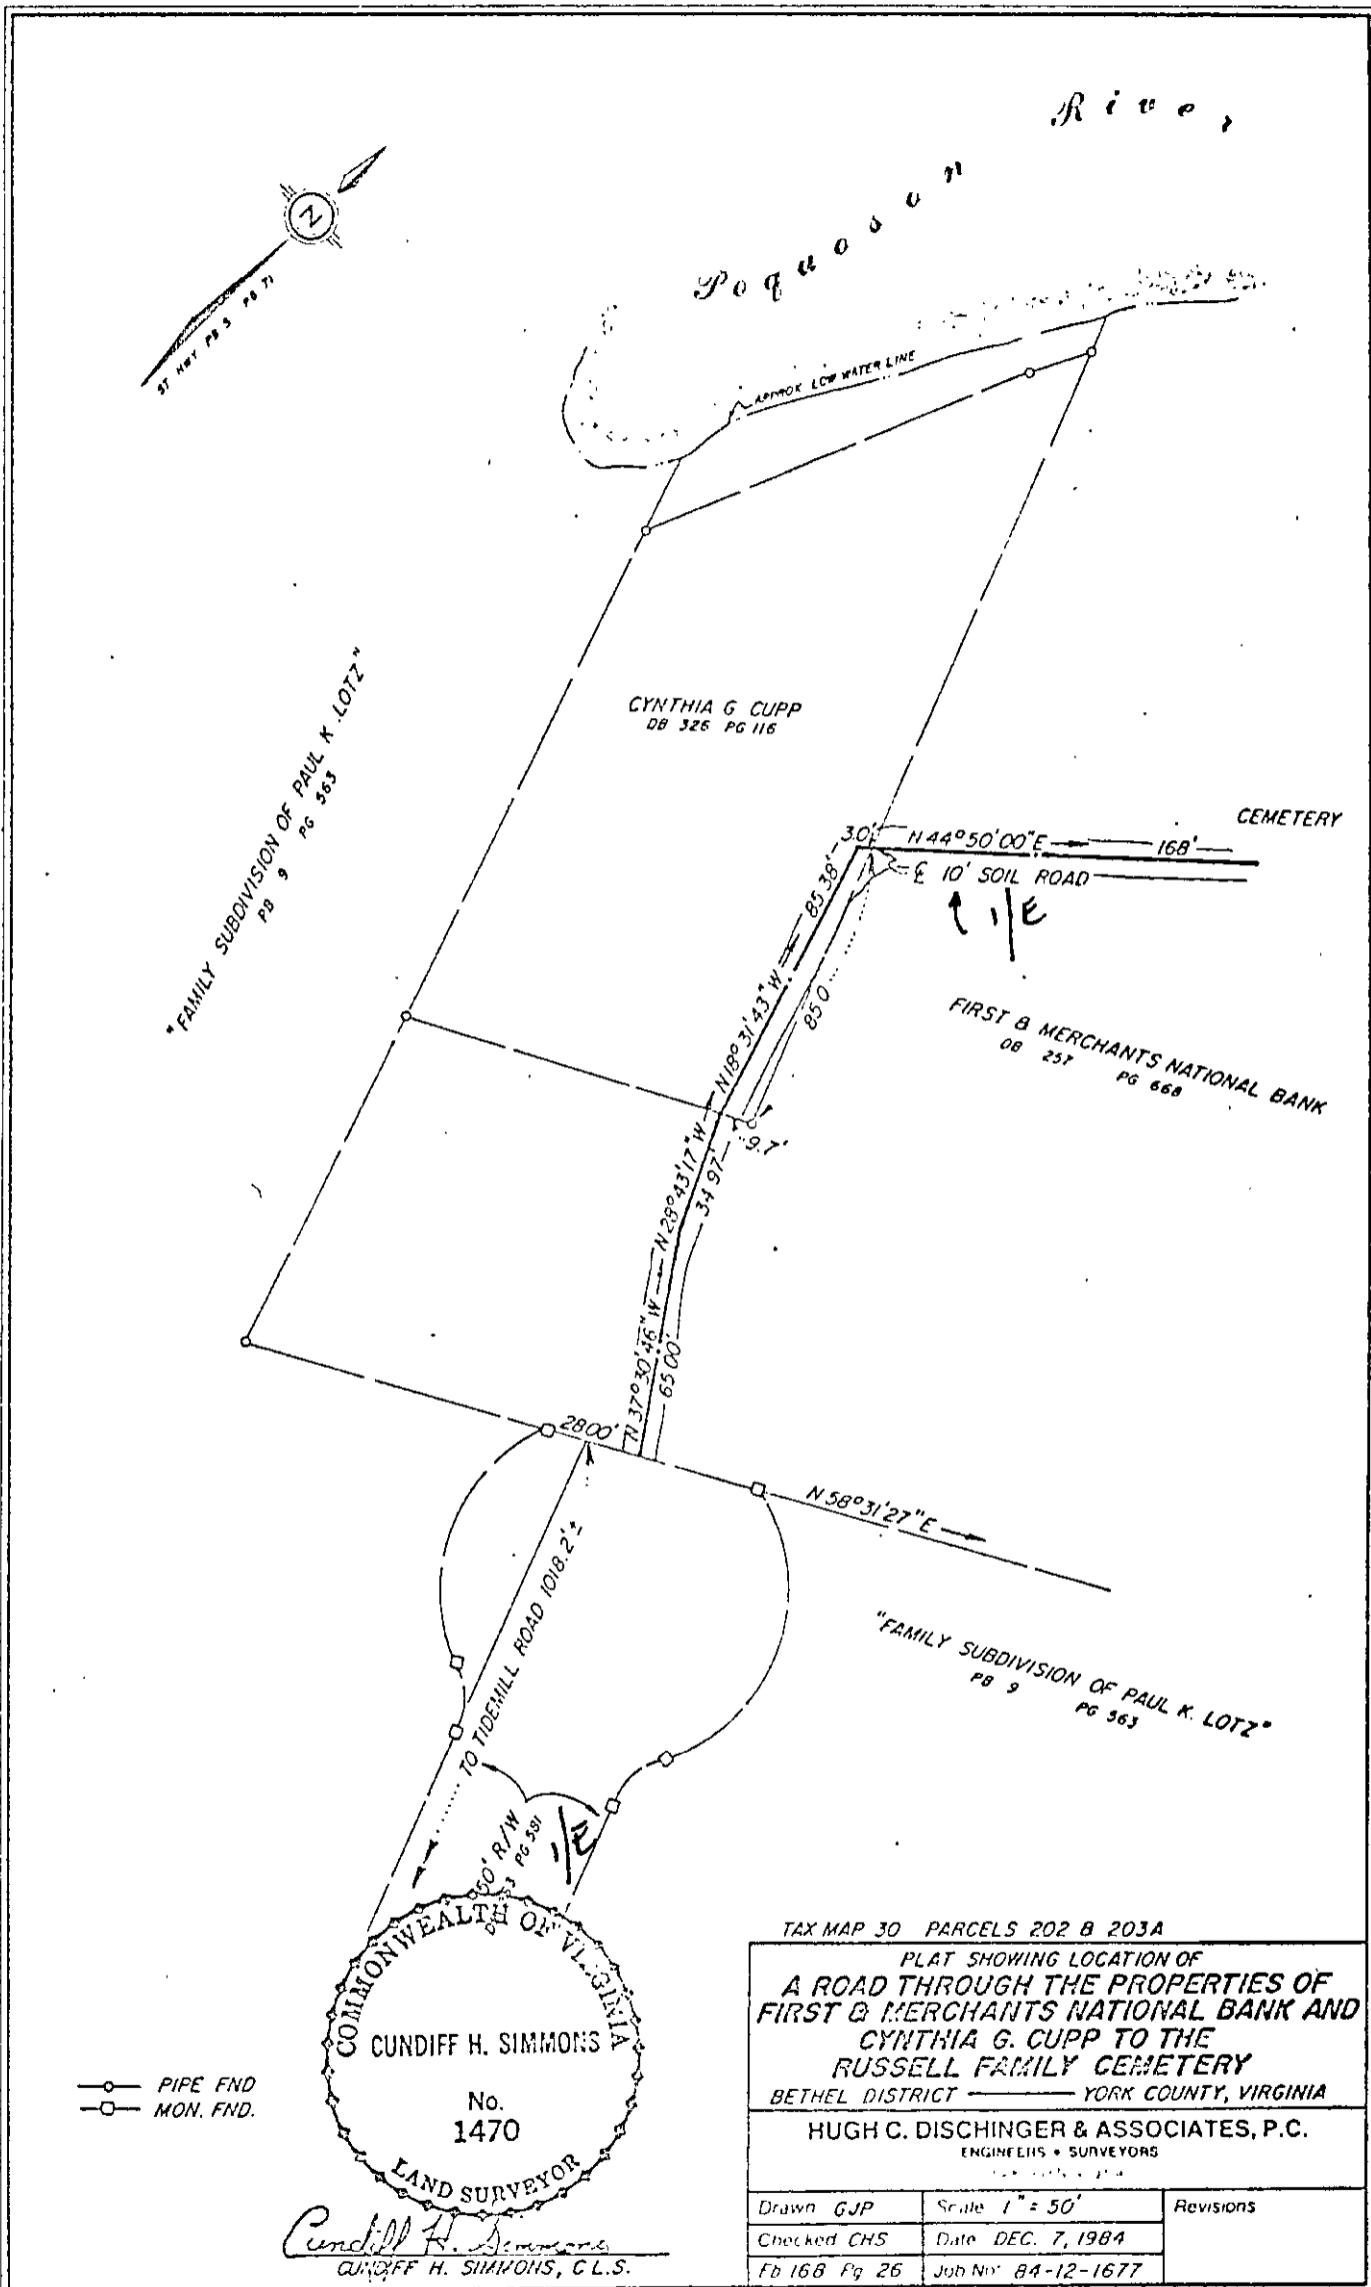 Poquoson River
N
ST HWY PB 5 PG 71
APPROX LOW WATER LINE
"FAMILY SUBDIVISION OF PAUL K. LOTZ"
PB 9 PG 563
CYNTHIA G CUPP
DB 326 PG 116
CEMETERY
3.0'
N 44°50'00"E
168'
℄ 10' SOIL ROAD
I/E
85.38'
N 18°31'43" W
85.0
FIRST & MERCHANTS NATIONAL BANK
DB 257 PG 668
9.7'
N 28°43'17" W
34.97'
N 37°30'46" W
65.00'
28.00'
N 58°31'27"E
TO TIDEMILL ROAD 1018.2'±
"FAMILY SUBDIVISION OF PAUL K. LOTZ"
PB 9 PG 563
50' R/W
PG 581
I/E
COMMONWEALTH OF VIRGINIA
CUNDIFF H. SIMMONS
No.
1470
LAND SURVEYOR
Cundiff H. Simmons
CUNDIFF H. SIMMONS, C.L.S.
PIPE FND
MON. FND.
TAX MAP 30 PARCELS 202 & 203A
PLAT SHOWING LOCATION OF
A ROAD THROUGH THE PROPERTIES OF
FIRST & MERCHANTS NATIONAL BANK AND
CYNTHIA G. CUPP TO THE
RUSSELL FAMILY CEMETERY
BETHEL DISTRICT YORK COUNTY, VIRGINIA
HUGH C. DISCHINGER & ASSOCIATES, P.C.
ENGINEERS • SURVEYORS
Drawn GJP
Scale 1" = 50'
Revisions
Checked CHS
Date DEC. 7, 1984
Fb 168 Pg 26
Job No. 84-12-1677